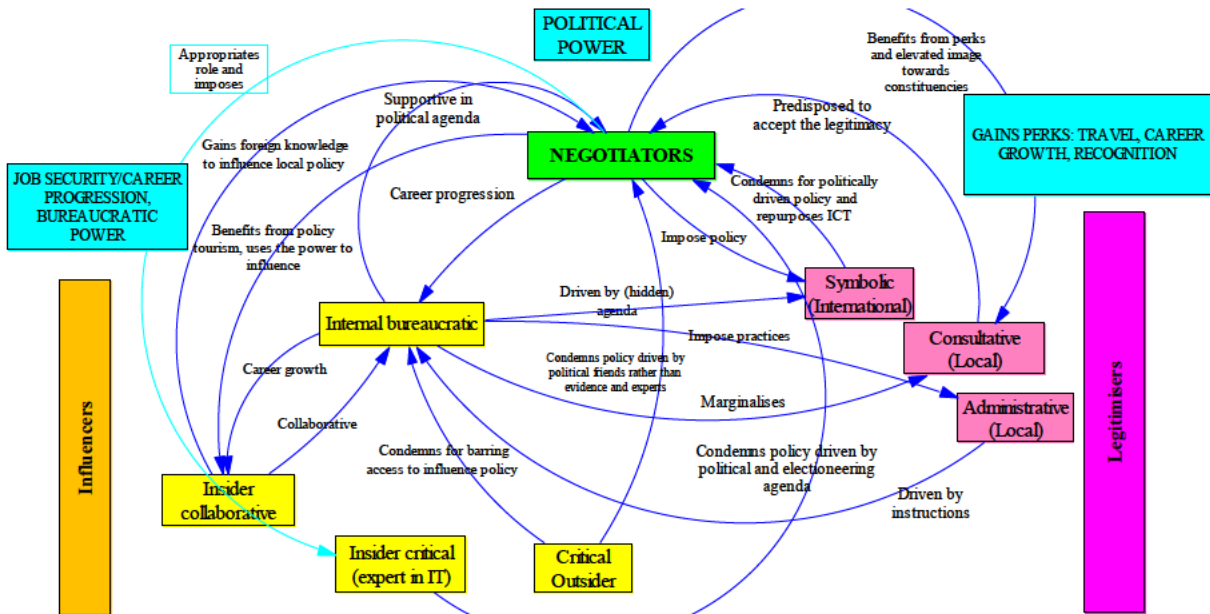 POLITICAL
POWER
Appropriates
role and
imposes
Benefits from perks
and elevated image
towards
constituencies
Supportive in
political agenda
Predisposed to
accept the legitimacy
GAINS PERKS: TRAVEL, CAREER
GROWTH, RECOGNITION
Gains foreign knowledge
to influence local policy
NEGOTIATORS
JOB SECURITY/CAREER
PROGRESSION,
BUREAUCRATIC
POWER
Career progression
Condemns for politically
driven policy and
repurposes ICT
Benefits from policy
tourism, uses the power to
influence
Impose policy
Symbolic
(International)
Driven by (hidden)
agenda
Internal bureaucratic
Impose practices
Consultative
(Local)
Career growth
Condemns policy driven by
political friends rather than
evidence and experts
Marginalises
Administrative
(Local)
Collaborative
Condemns for barring
access to influence policy
Condemns policy driven by
political and electioneering
agenda
Influencers
Legitimisers
Insider
collaborative
Driven by
instructions
Insider critical
(expert in IT)
Critical
Outsider